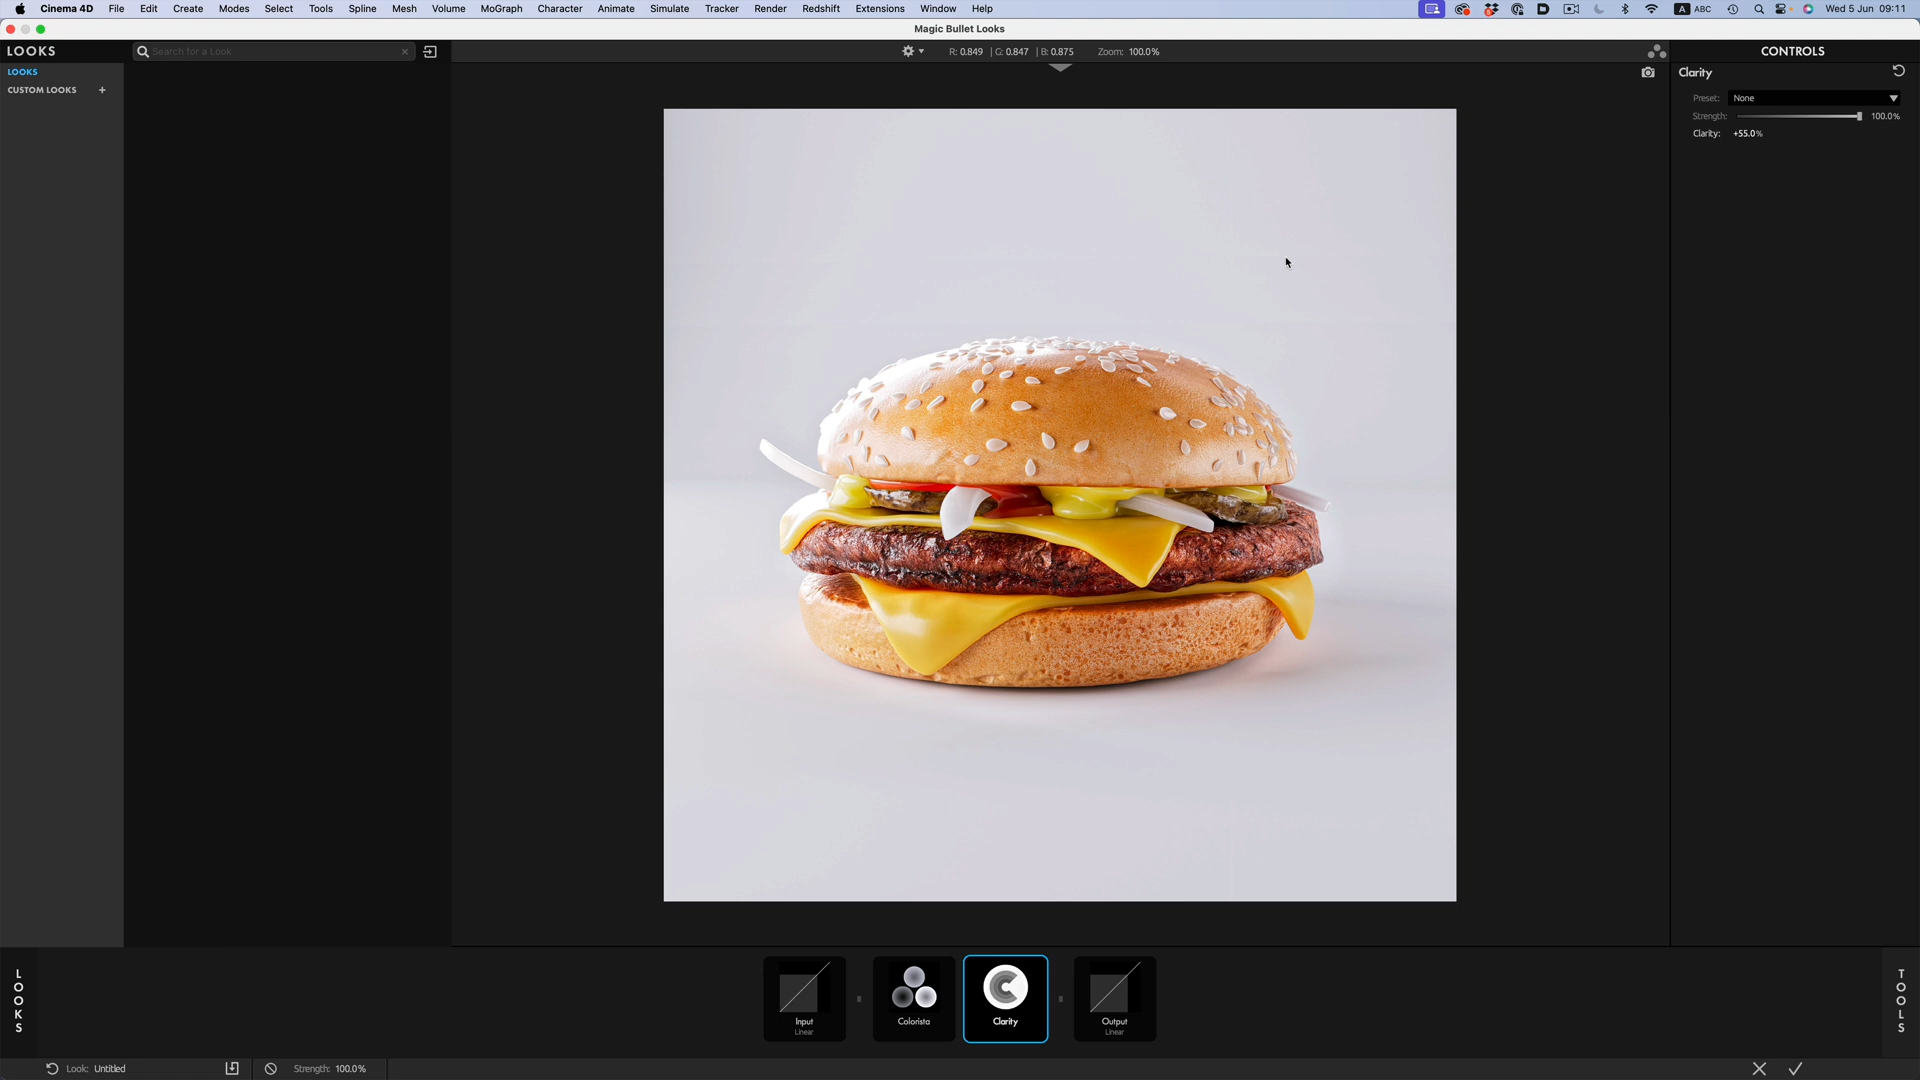 Cinema 4D File Edit Create Modes Select Tools Spline Mesh Volume MoGraph Character Animate Simulate Tracker Render Redshift Extensions Window Help A ABC Wed 5 Jun 09:11
Magic Bullet Looks
LOOKS Search for a Look R: 0.849 | G: 0.847 | B: 0.875 Zoom: 100.0% CONTROLS
LOOKS Clarity
CUSTOM LOOKS +
Preset: None
Strength: 100.0%
Clarity: +55.0%
LOOKS
Input
Linear
Colorista
Clarity
Output
Linear
TOOLS
Look: Untitled Strength: 100.0%